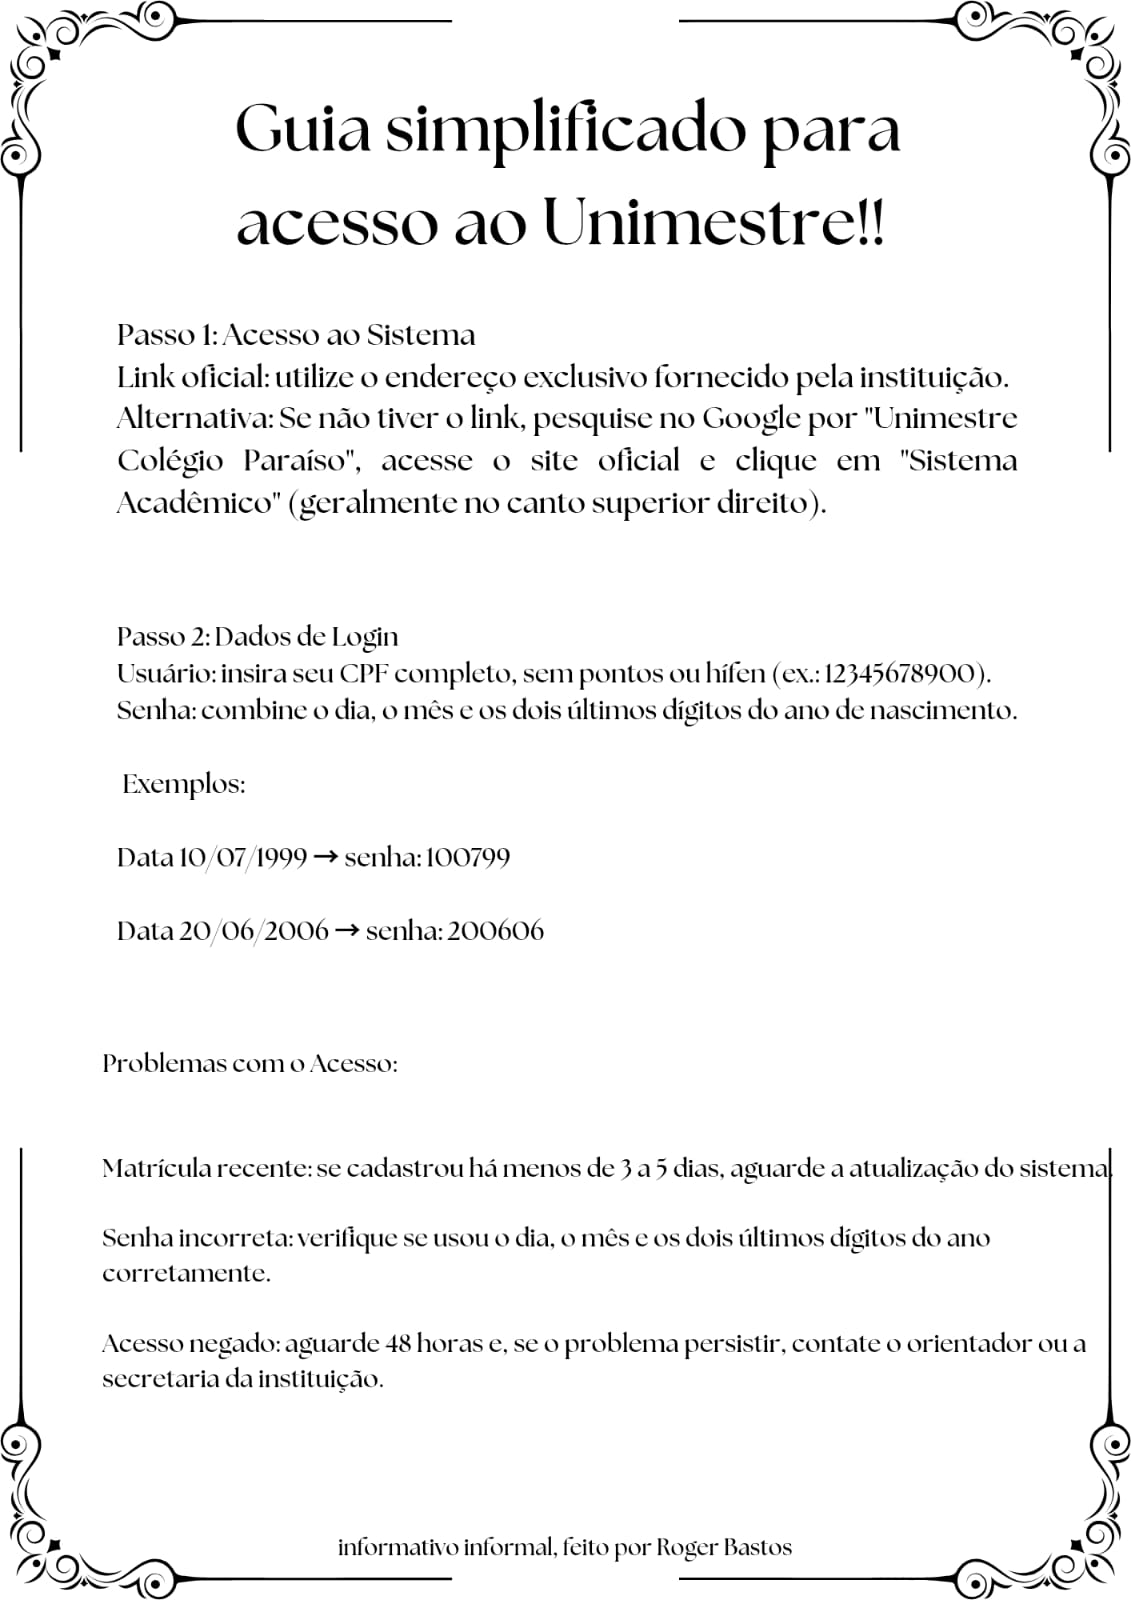 Guia simplificado para
acesso ao Unimestre!!
Passo 1: Acesso ao Sistema
Link oficial: utilize o endereço exclusivo fornecido pela instituição.
Alternativa: Se não tiver o link, pesquise no Google por "Unimestre
Colégio Paraíso", acesse o site oficial e clique em "Sistema
Acadêmico" (geralmente no canto superior direito).
Passo 2: Dados de Login
Usuário: insira seu CPF completo, sem pontos ou hífen (ex.: 12345678900).
Senha: combine o dia, o mês e os dois últimos dígitos do ano de nascimento.
Exemplos:
Data 10/07/1999 → senha: 100799
Data 20/06/2006 → senha: 200606
Problemas com o Acesso:
Matrícula recente: se cadastrou há menos de 3 a 5 dias, aguarde a atualização do sistema.
Senha incorreta: verifique se usou o dia, o mês e os dois últimos dígitos do ano
corretamente.
Acesso negado: aguarde 48 horas e, se o problema persistir, contate o orientador ou a
secretaria da instituição.
informativo informal, feito por Roger Bastos